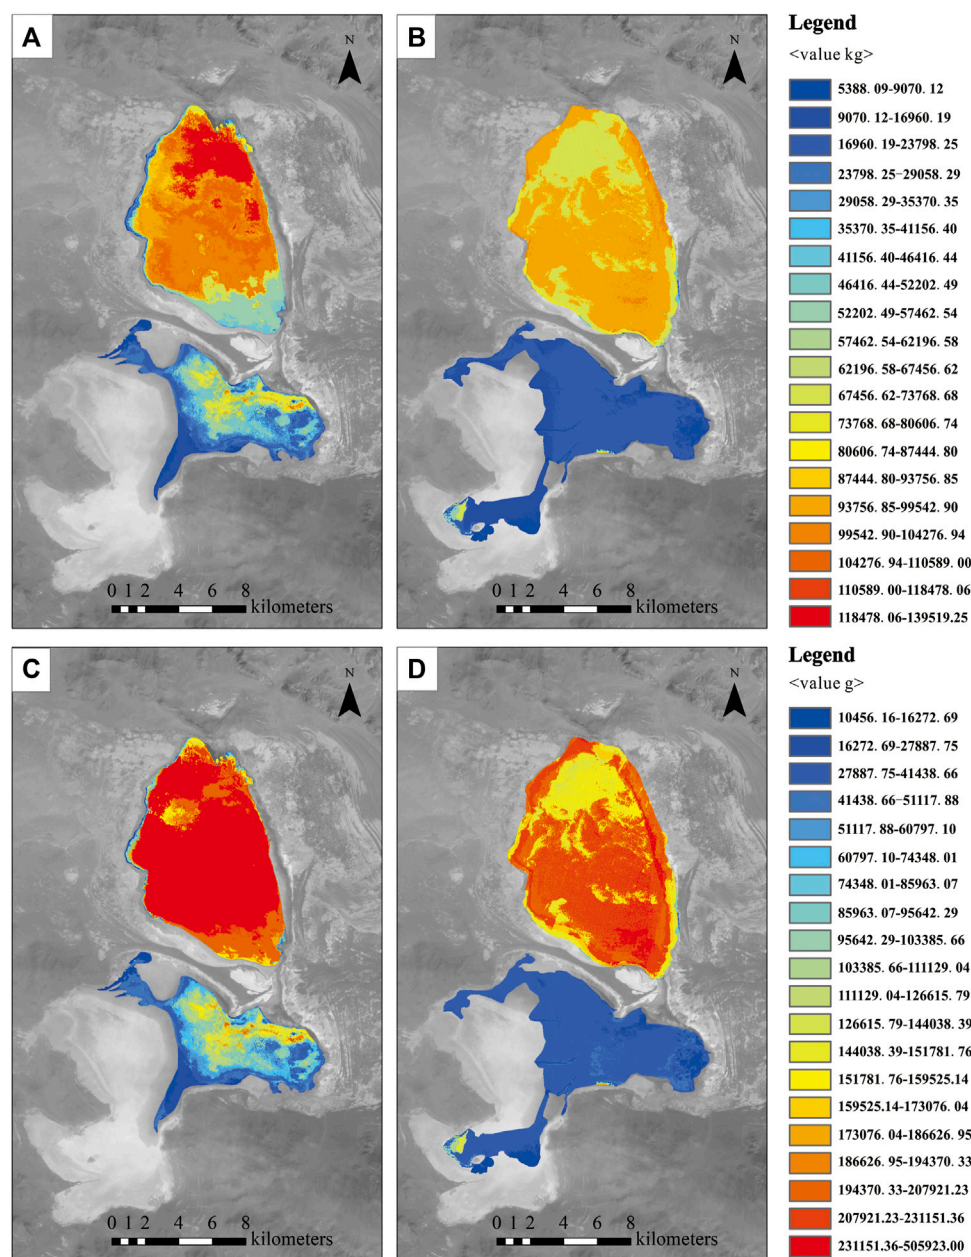 A
N
0 2 4 6 8
kilometers
B
N
0 2 4 6 8
kilometers
Legend
<value kg>
5388. 09-9070. 12
9070. 12-16960. 19
16960. 19-23798. 25
23798. 25-29058. 29
29058. 29-35370. 35
35370. 35-41156. 40
41156. 40-46416. 44
46416. 44-52202. 49
52202. 49-57462. 54
57462. 54-62196. 58
62196. 58-67456. 62
67456. 62-73768. 68
73768. 68-80606. 74
80606. 74-87444. 80
87444. 80-93756. 85
93756. 85-99542. 90
99542. 90-104276. 94
104276. 94-110589. 00
110589. 00-118478. 06
118478. 06-139519.25
C
N
0 2 4 6 8
kilometers
D
N
0 2 4 6 8
kilometers
Legend
<value g>
10456. 16-16272. 69
16272. 69-27887. 75
27887. 75-41438. 66
41438. 66-51117. 88
51117. 88-60797. 10
60797. 10-74348. 01
74348. 01-85963. 07
85963. 07-95642. 29
95642. 29-103385. 66
103385. 66-111129. 04
111129. 04-126615. 79
126615. 79-144038. 39
144038. 39-151781. 76
151781. 76-159525.14
159525.14-173076. 04
173076. 04-186626. 95
186626. 95-194370. 33
194370. 33-207921.23
207921.23-231151.36
231151.36-505923.00